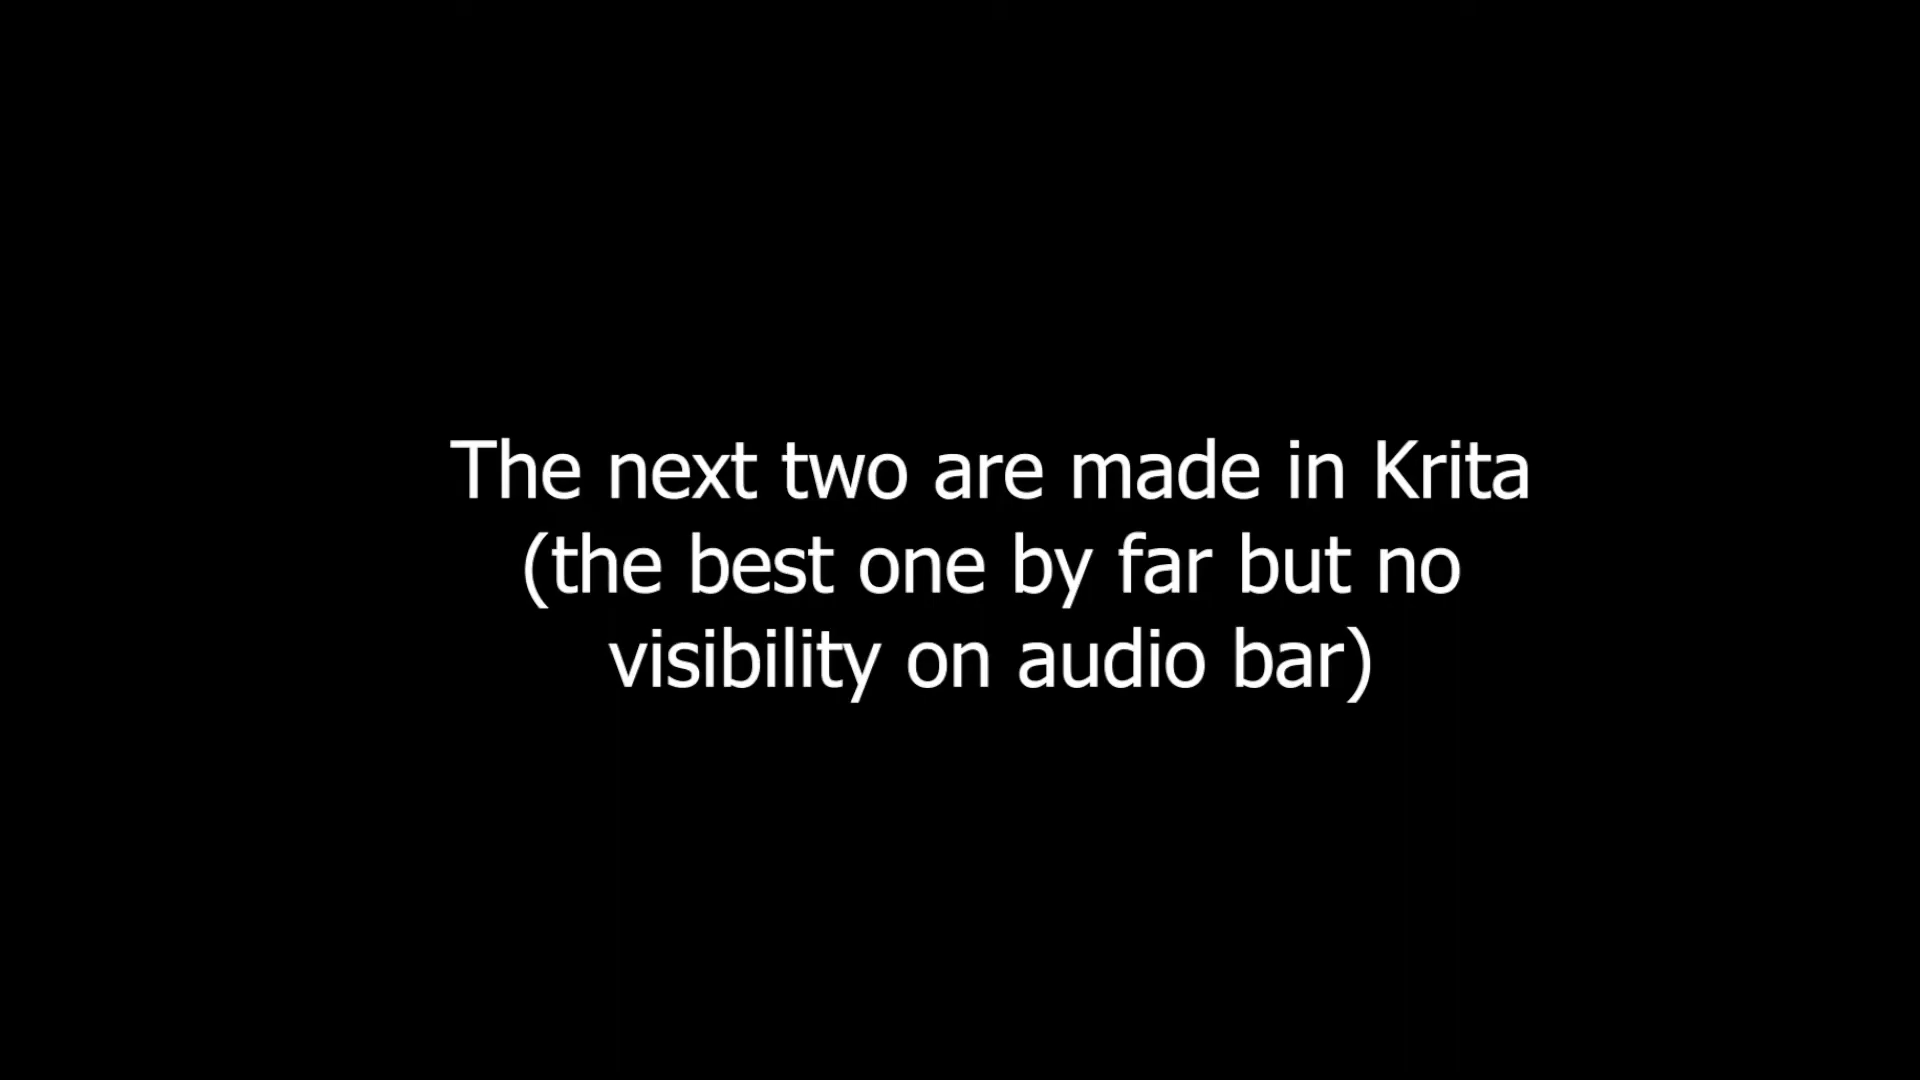 The next two are made in Krita
(the best one by far but no
visibility on audio bar)